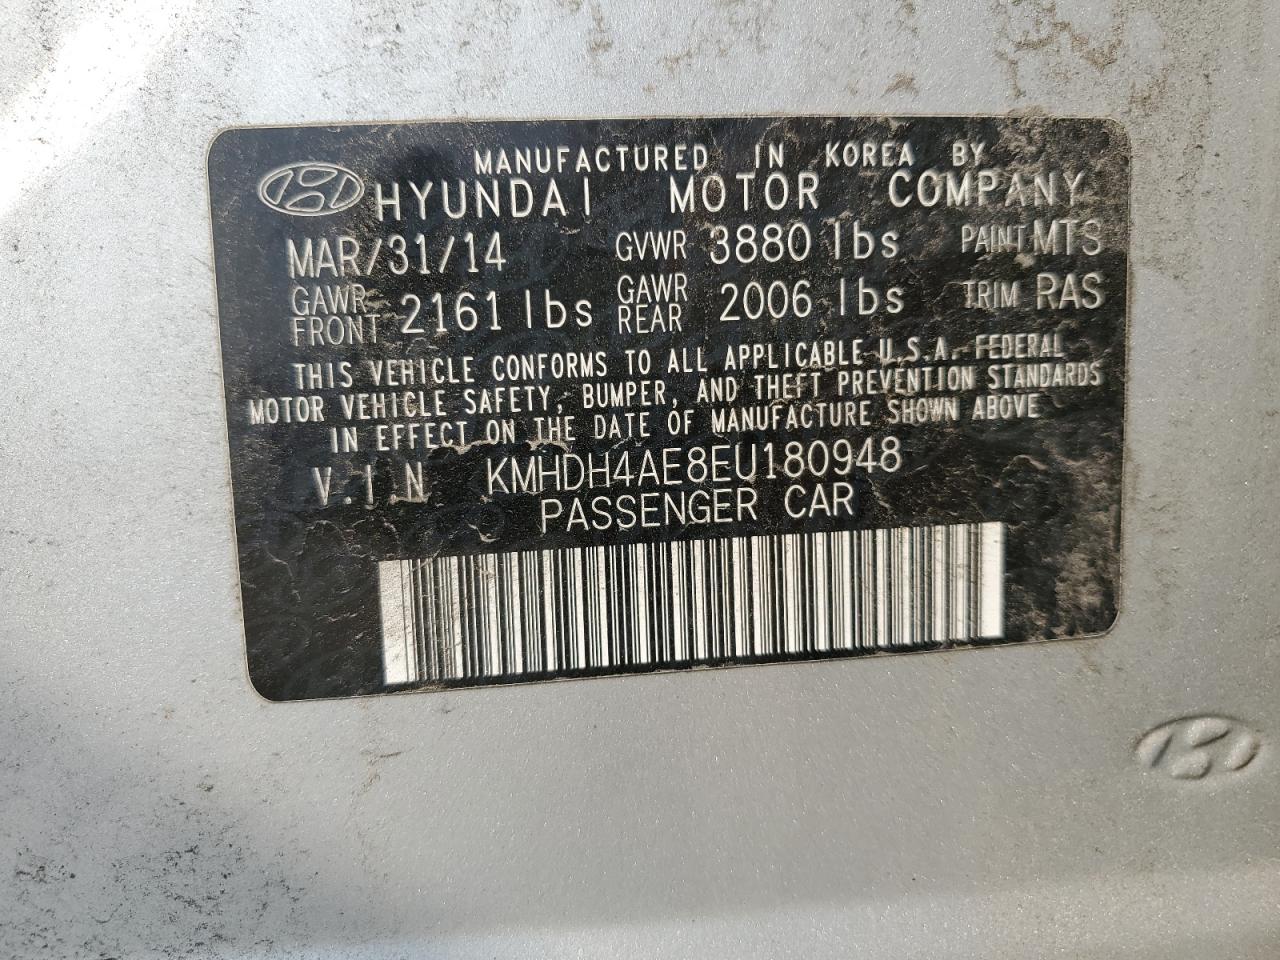 MANUFACTURED IN KOREA BY
HYUNDAI MOTOR COMPANY
MAR/31/14 GVWR 3880 lbs PAINT MTS
GAWR FRONT 2161 lbs GAWR REAR 2006 lbs TRIM RAS
THIS VEHICLE CONFORMS TO ALL APPLICABLE U.S.A. FEDERAL
MOTOR VEHICLE SAFETY, BUMPER, AND THEFT PREVENTION STANDARDS
IN EFFECT ON THE DATE OF MANUFACTURE SHOWN ABOVE
V.I.N KMHDH4AE8EU180948
PASSENGER CAR